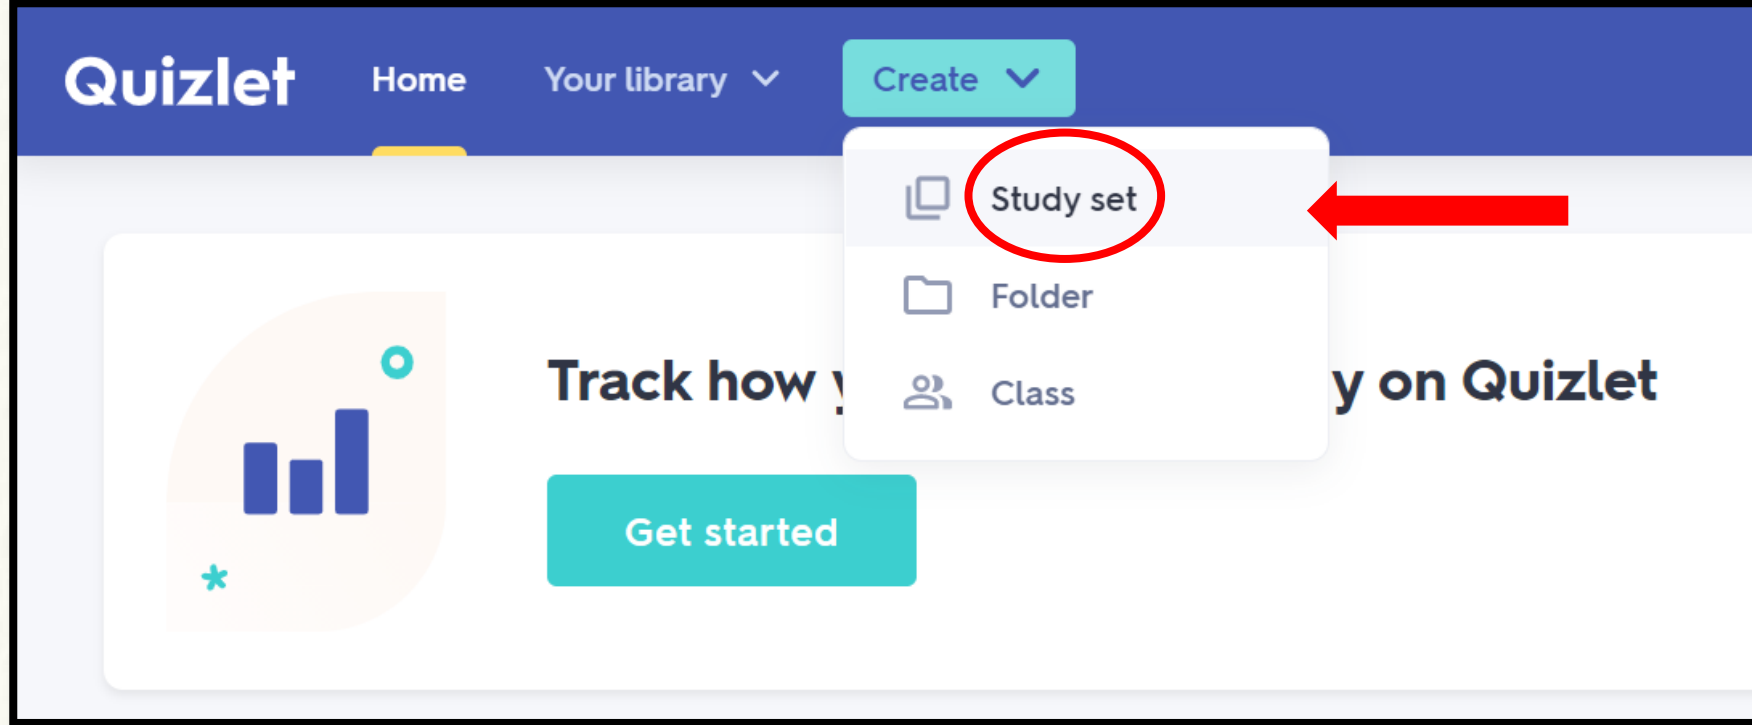 Quizlet Home Your library Create
Study set
Folder
Class
Track how y on Quizlet
Get started